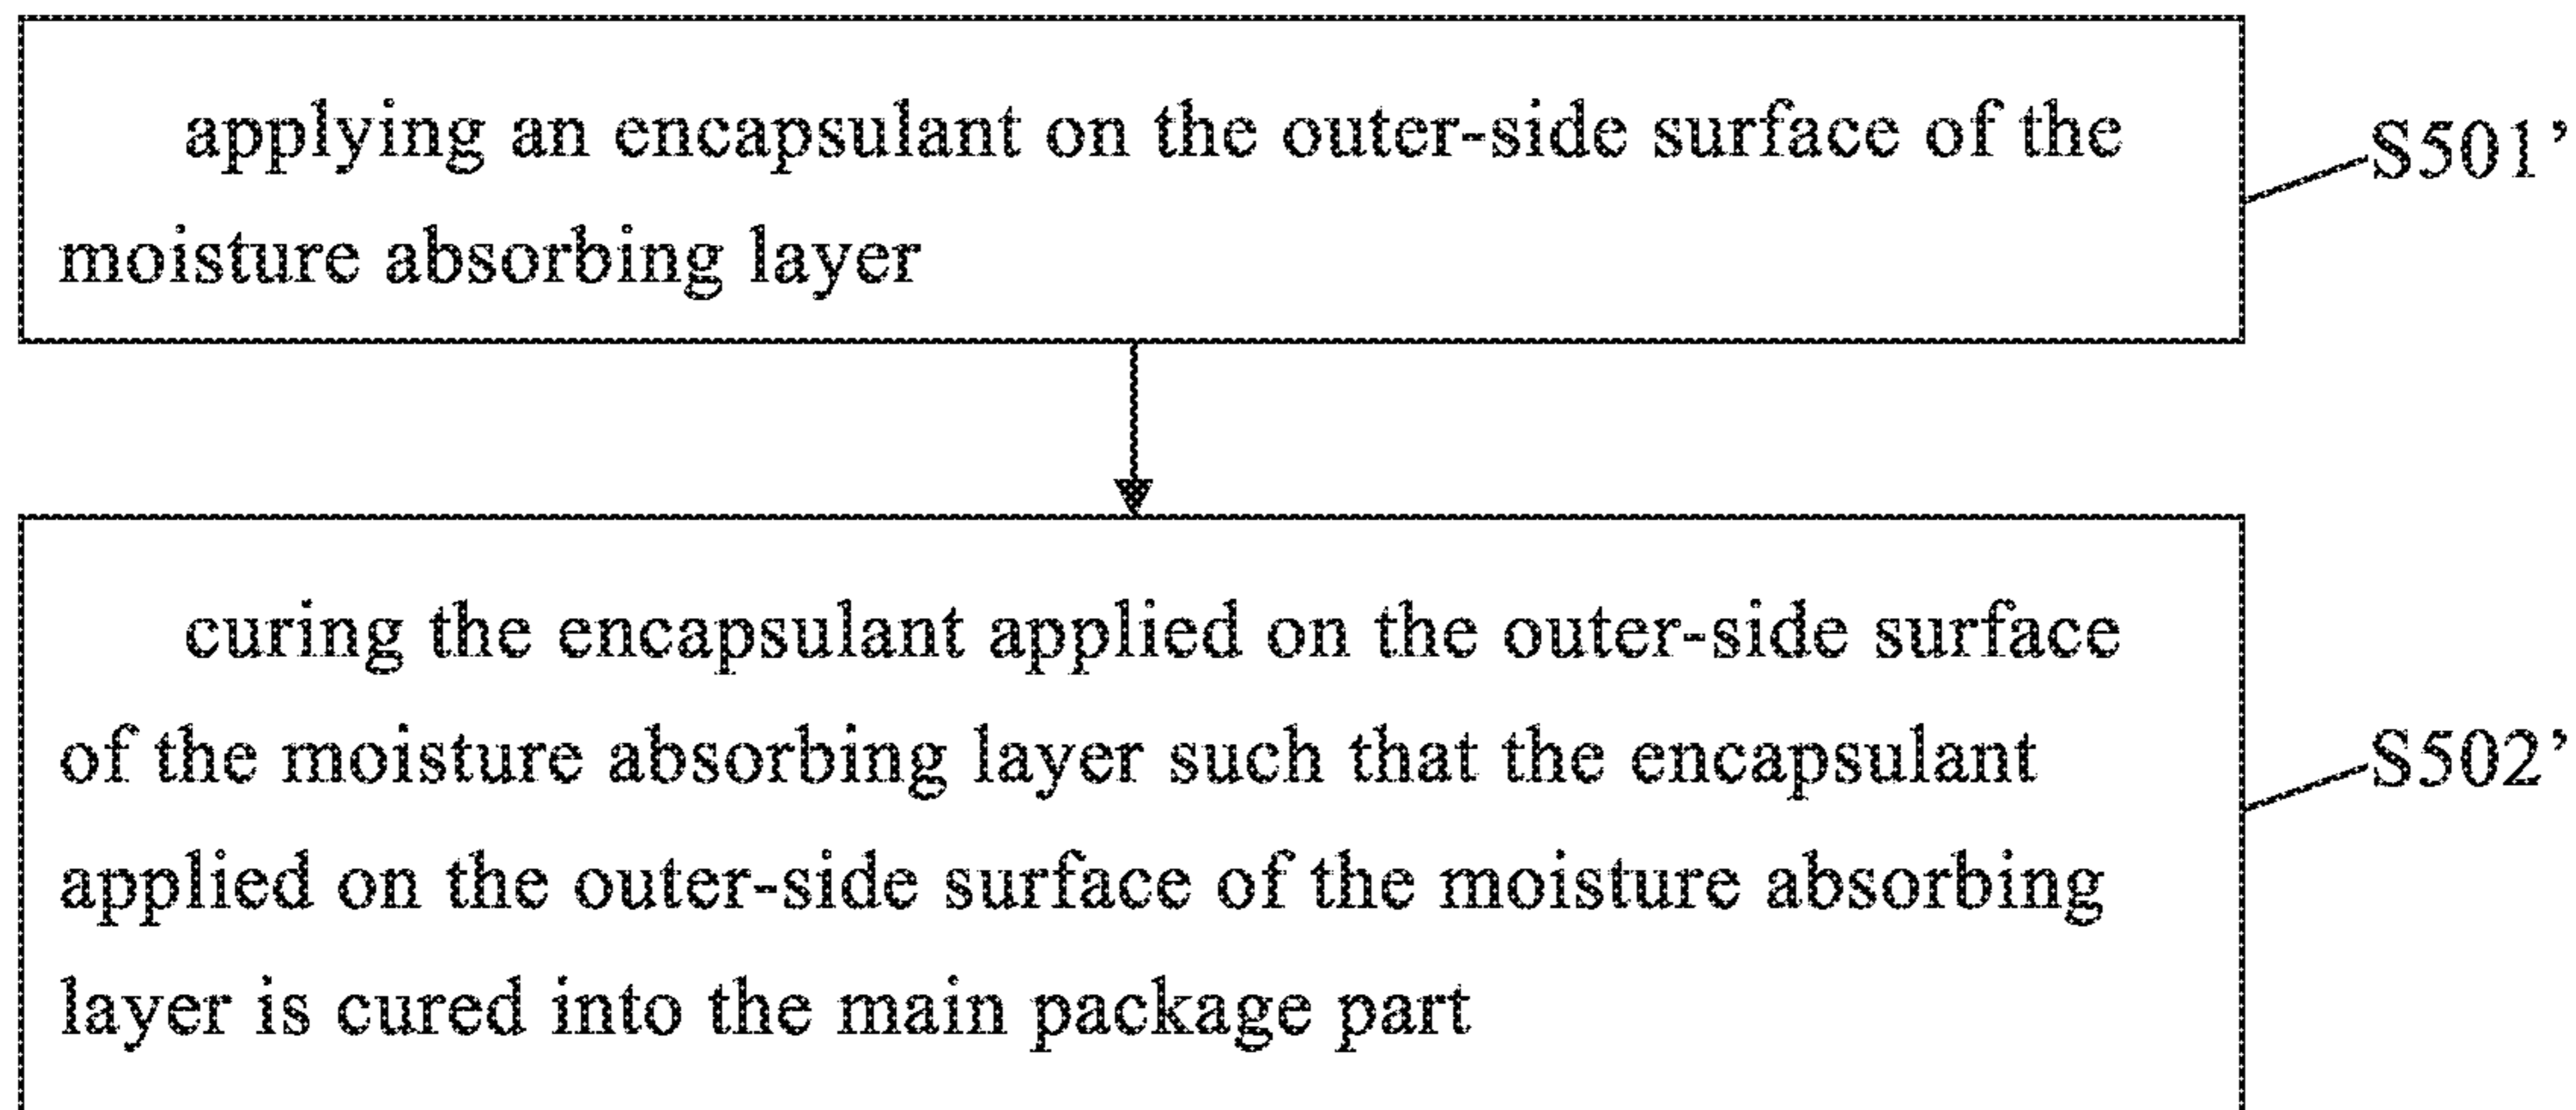 applying an encapsulant on the outer-side surface of the
moisture absorbing layer
S501’
curing the encapsulant applied on the outer-side surface
of the moisture absorbing layer such that the encapsulant
applied on the outer-side surface of the moisture absorbing
layer is cured into the main package part
S502’